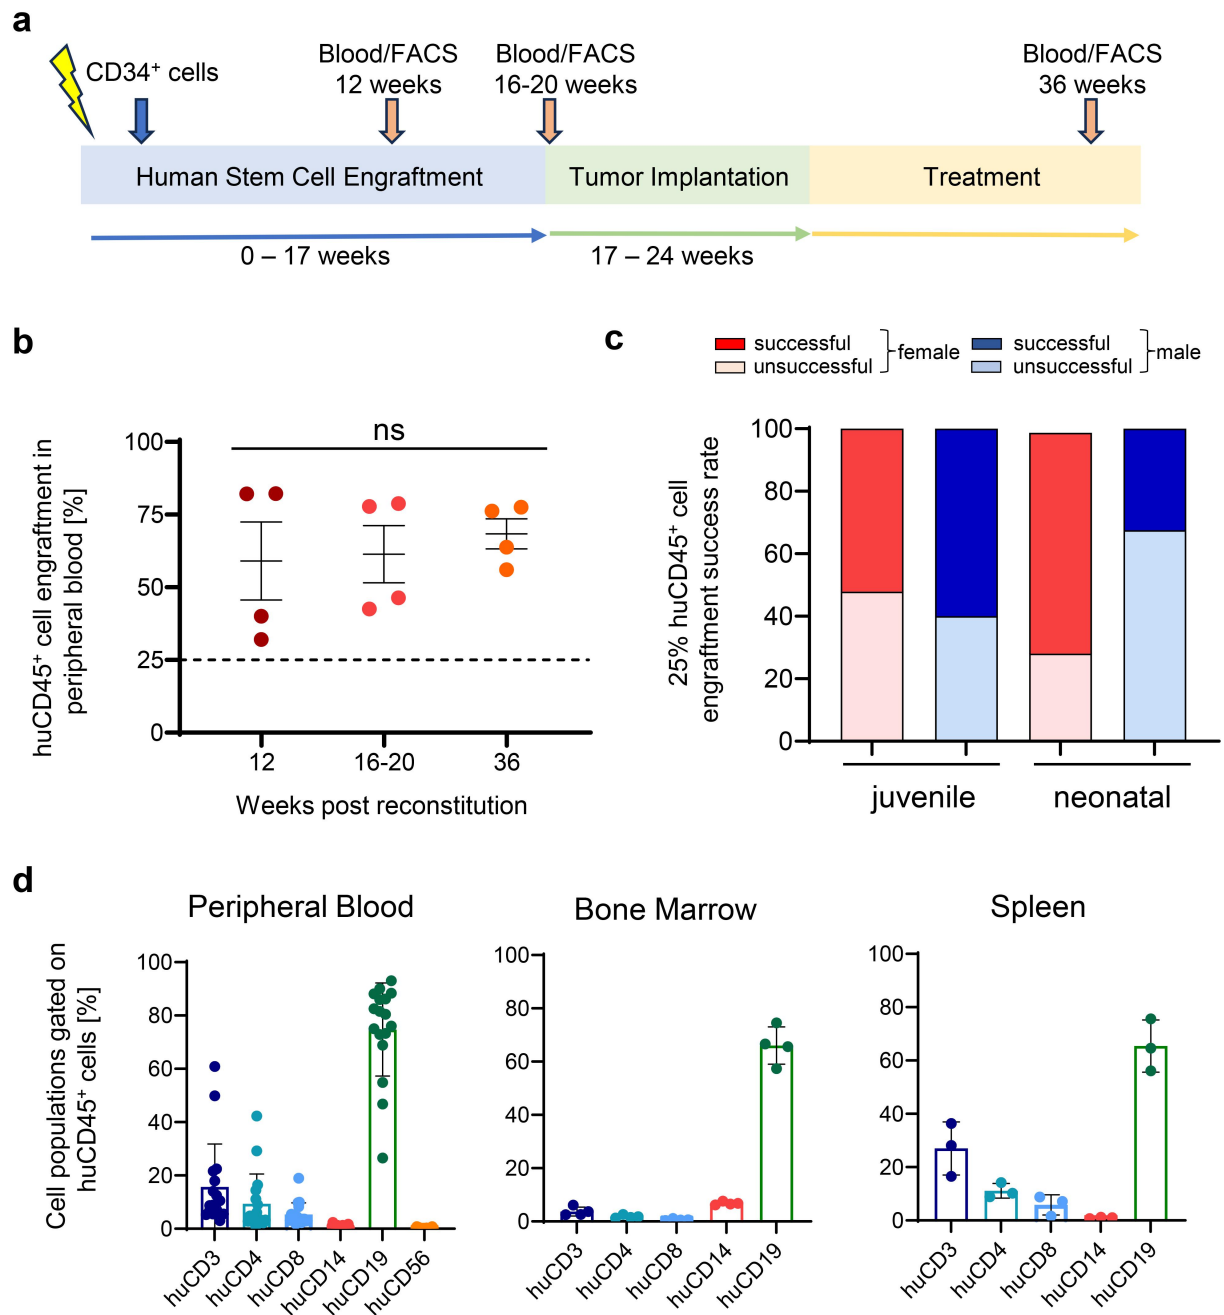 a
CD34⁺ cells
Blood/FACS
12 weeks
Blood/FACS
16-20 weeks
Blood/FACS
36 weeks
Human Stem Cell Engraftment
Tumor Implantation
Treatment
0 – 17 weeks
17 – 24 weeks
b
huCD45⁺ cell engraftment in
peripheral blood [%]
100
75
50
25
0
ns
12
16-20
36
Weeks post reconstitution
c
successful
unsuccessful
female
successful
unsuccessful
male
25% huCD45⁺ cell
engraftment success rate
100
80
60
40
20
0
juvenile
neonatal
d
Cell populations gated on
huCD45⁺ cells [%]
Peripheral Blood
100
80
60
40
20
0
huCD3
huCD4
huCD8
huCD14
huCD19
huCD56
Bone Marrow
100
80
60
40
20
0
huCD3
huCD4
huCD8
huCD14
huCD19
Spleen
100
80
60
40
20
0
huCD3
huCD4
huCD8
huCD14
huCD19